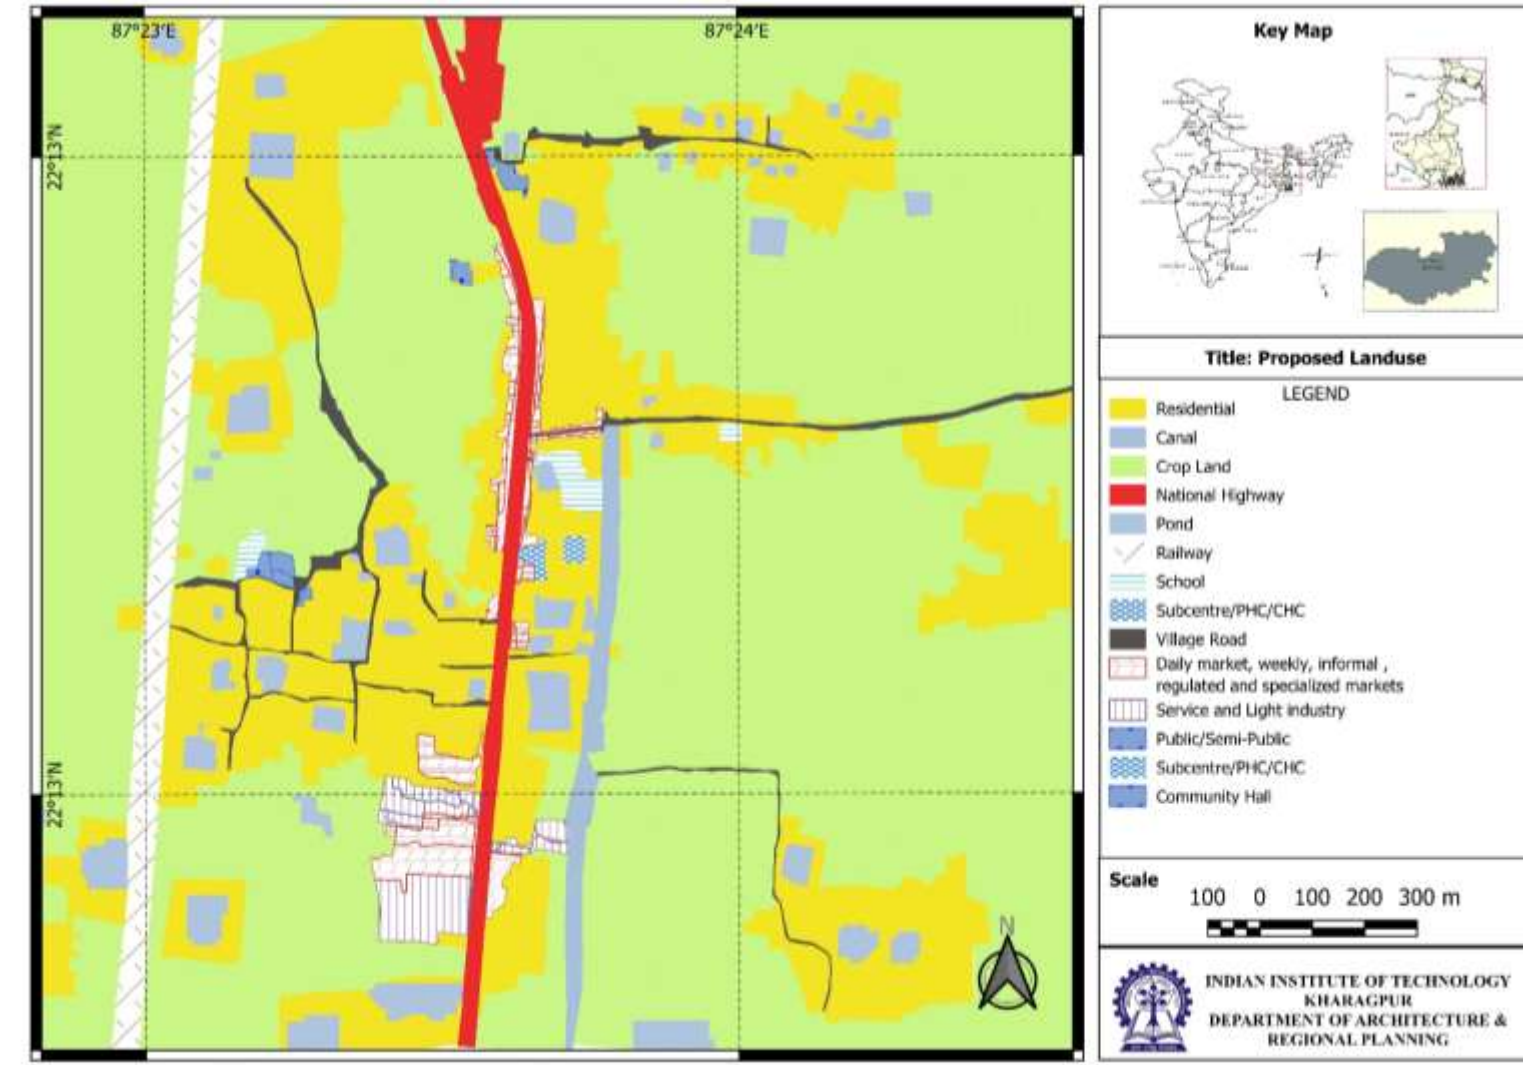 87°23'E
87°24'E
22°13'N
22°13'N
N
Key Map
Title: Proposed Landuse
LEGEND
Residential
Canal
Crop Land
National Highway
Pond
Railway
School
Subcentre/PHC/CHC
Village Road
Daily market, weekly, informal ,
regulated and specialized markets
Service and Light industry
Public/Semi-Public
Subcentre/PHC/CHC
Community Hall
Scale
100 0 100 200 300 m
INDIAN INSTITUTE OF TECHNOLOGY
KHARAGPUR
DEPARTMENT OF ARCHITECTURE &
REGIONAL PLANNING